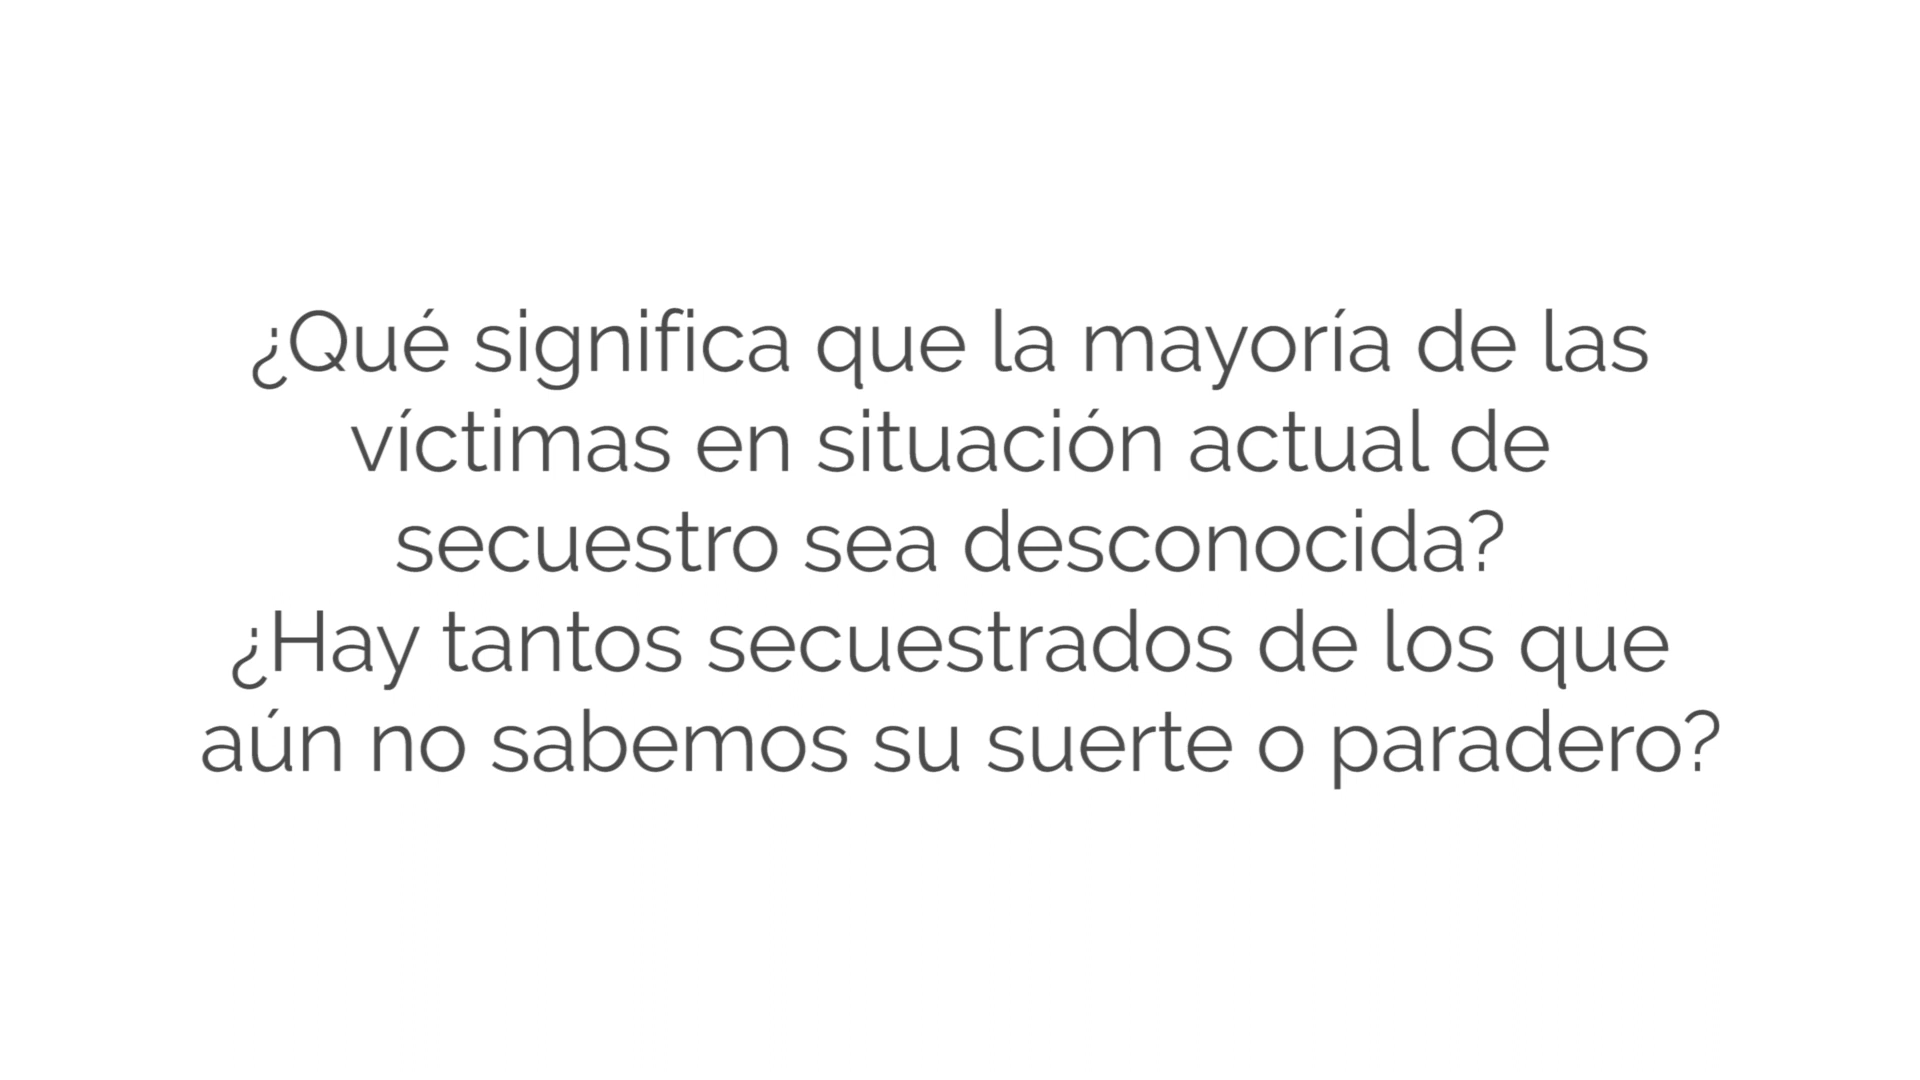 ¿Qué significa que la mayoría de las
víctimas en situación actual de
secuestro sea desconocida?
¿Hay tantos secuestrados de los que
aún no sabemos su suerte o paradero?